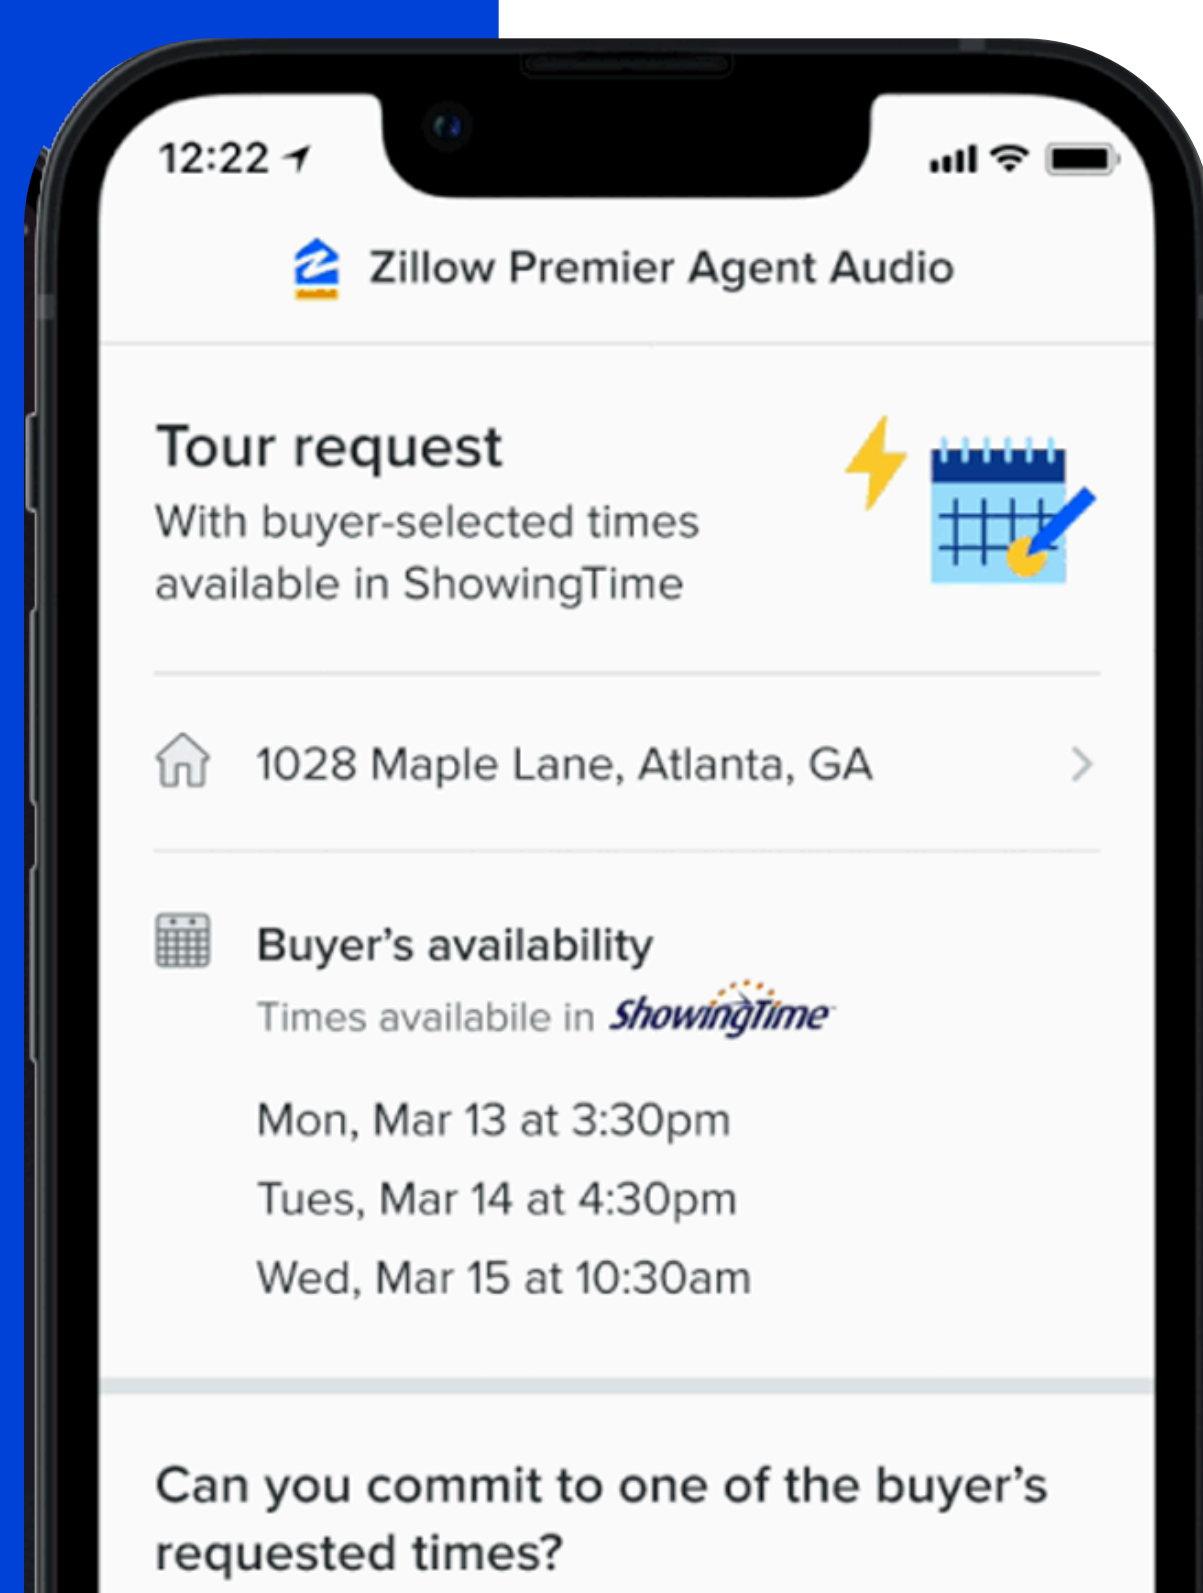 12:22
Zillow Premier Agent Audio
Tour request
With buyer-selected times
available in ShowingTime
1028 Maple Lane, Atlanta, GA
Buyer’s availability
Times availabile in ShowingTime
Mon, Mar 13 at 3:30pm
Tues, Mar 14 at 4:30pm
Wed, Mar 15 at 10:30am
Can you commit to one of the buyer’s
requested times?